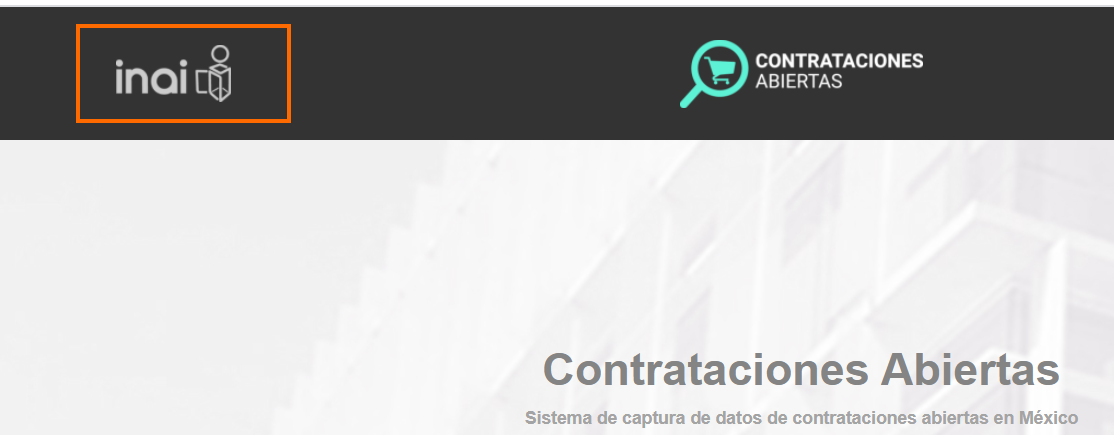 inai
CONTRATACIONES
ABIERTAS
Contrataciones Abiertas
Sistema de captura de datos de contrataciones abiertas en México